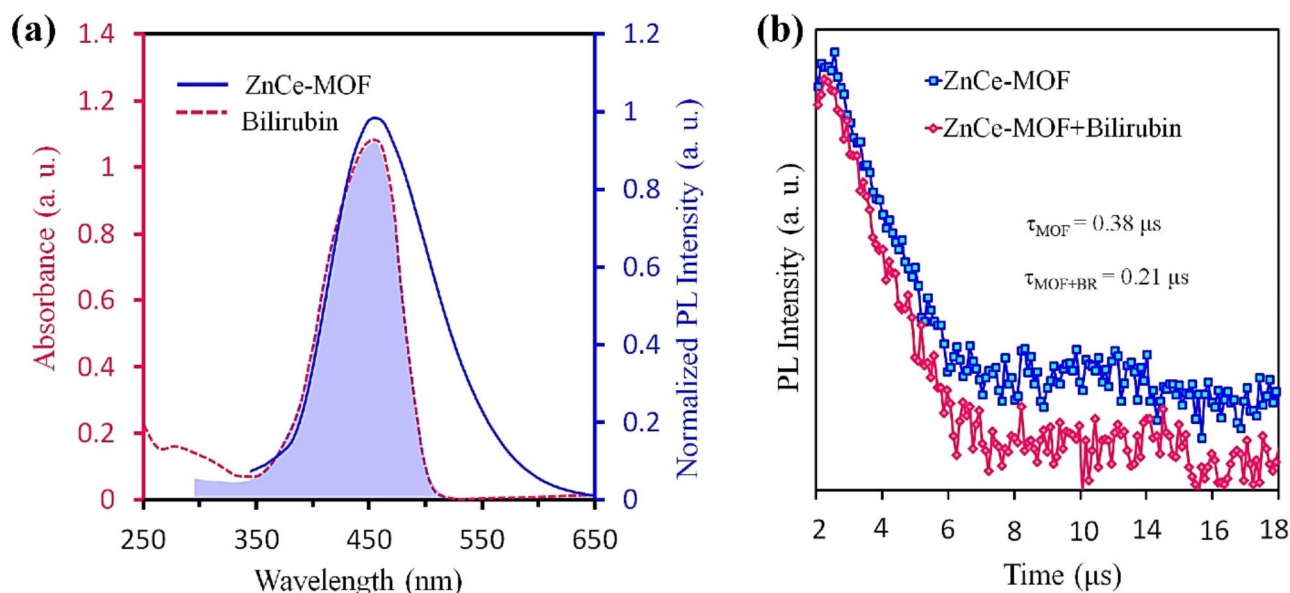 (a)
1.4
1.2
1
0.8
0.6
0.4
0.2
0
Absorbance (a. u.)
ZnCe-MOF
Bilirubin
1.2
1
0.8
0.6
0.4
0.2
0
Normalized PL Intensity (a. u.)
250 350 450 550 650
Wavelength (nm)
(b)
PL Intensity (a. u.)
ZnCe-MOF
ZnCe-MOF+Bilirubin
τMOF = 0.38 µs
τMOF+BR = 0.21 µs
2 4 6 8 10 12 14 16 18
Time (µs)